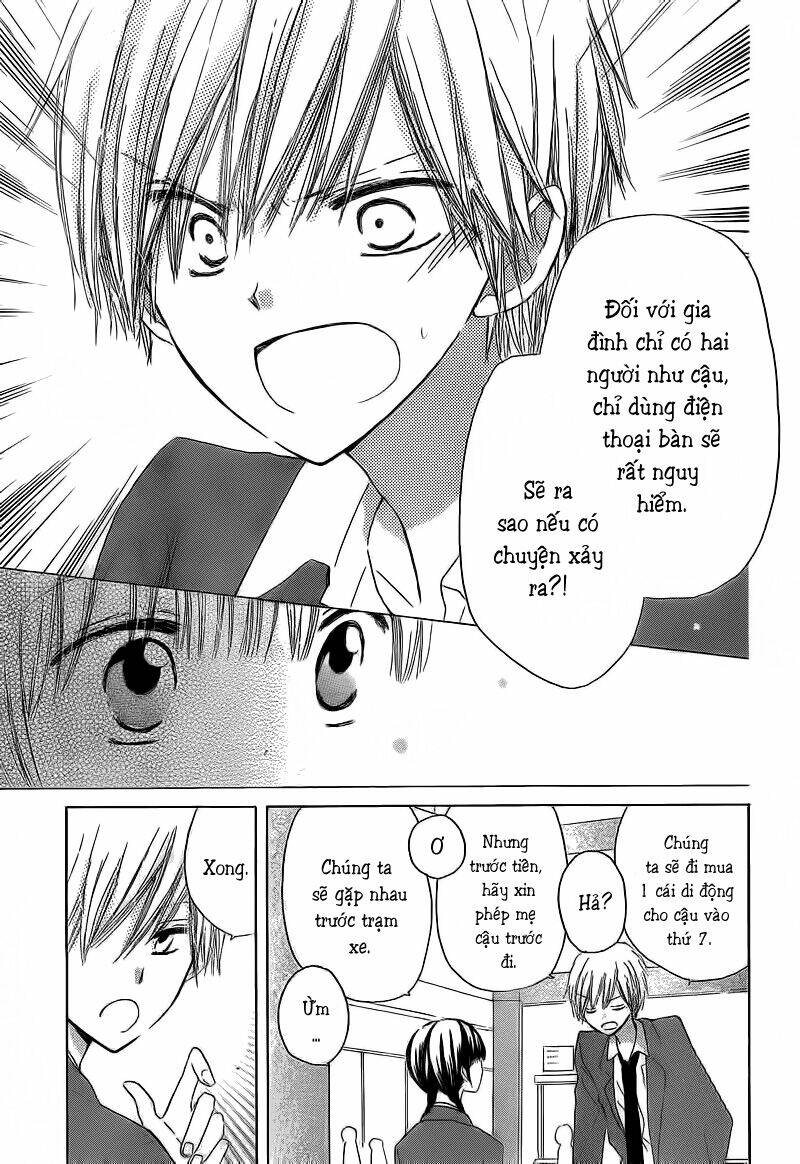 Đối với gia
đình chỉ có hai
người như cậu,
chỉ dùng điện
thoại bàn sẽ
rất nguy
hiểm.
Sẽ ra
sao nếu có
chuyện xảy
ra?!
Chúng
ta sẽ đi mua
1 cái di động
cho cậu vào
thứ 7.
Hả?
Nhưng
trước tiên,
hãy xin
phép mẹ
cậu trước
đi.
Ơ
Chúng ta
sẽ gặp nhau
trước trạm
xe.
Ừm
...
Xong.